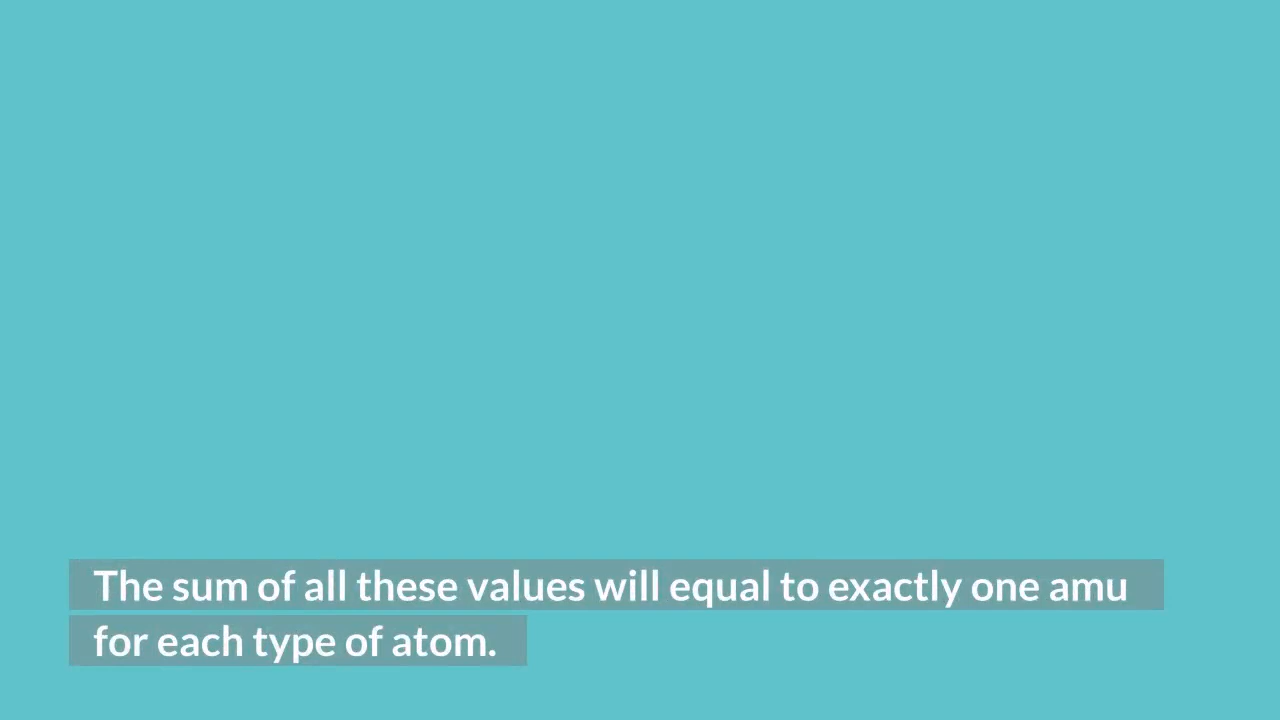 The sum of all these values will equal to exactly one amu
for each type of atom.